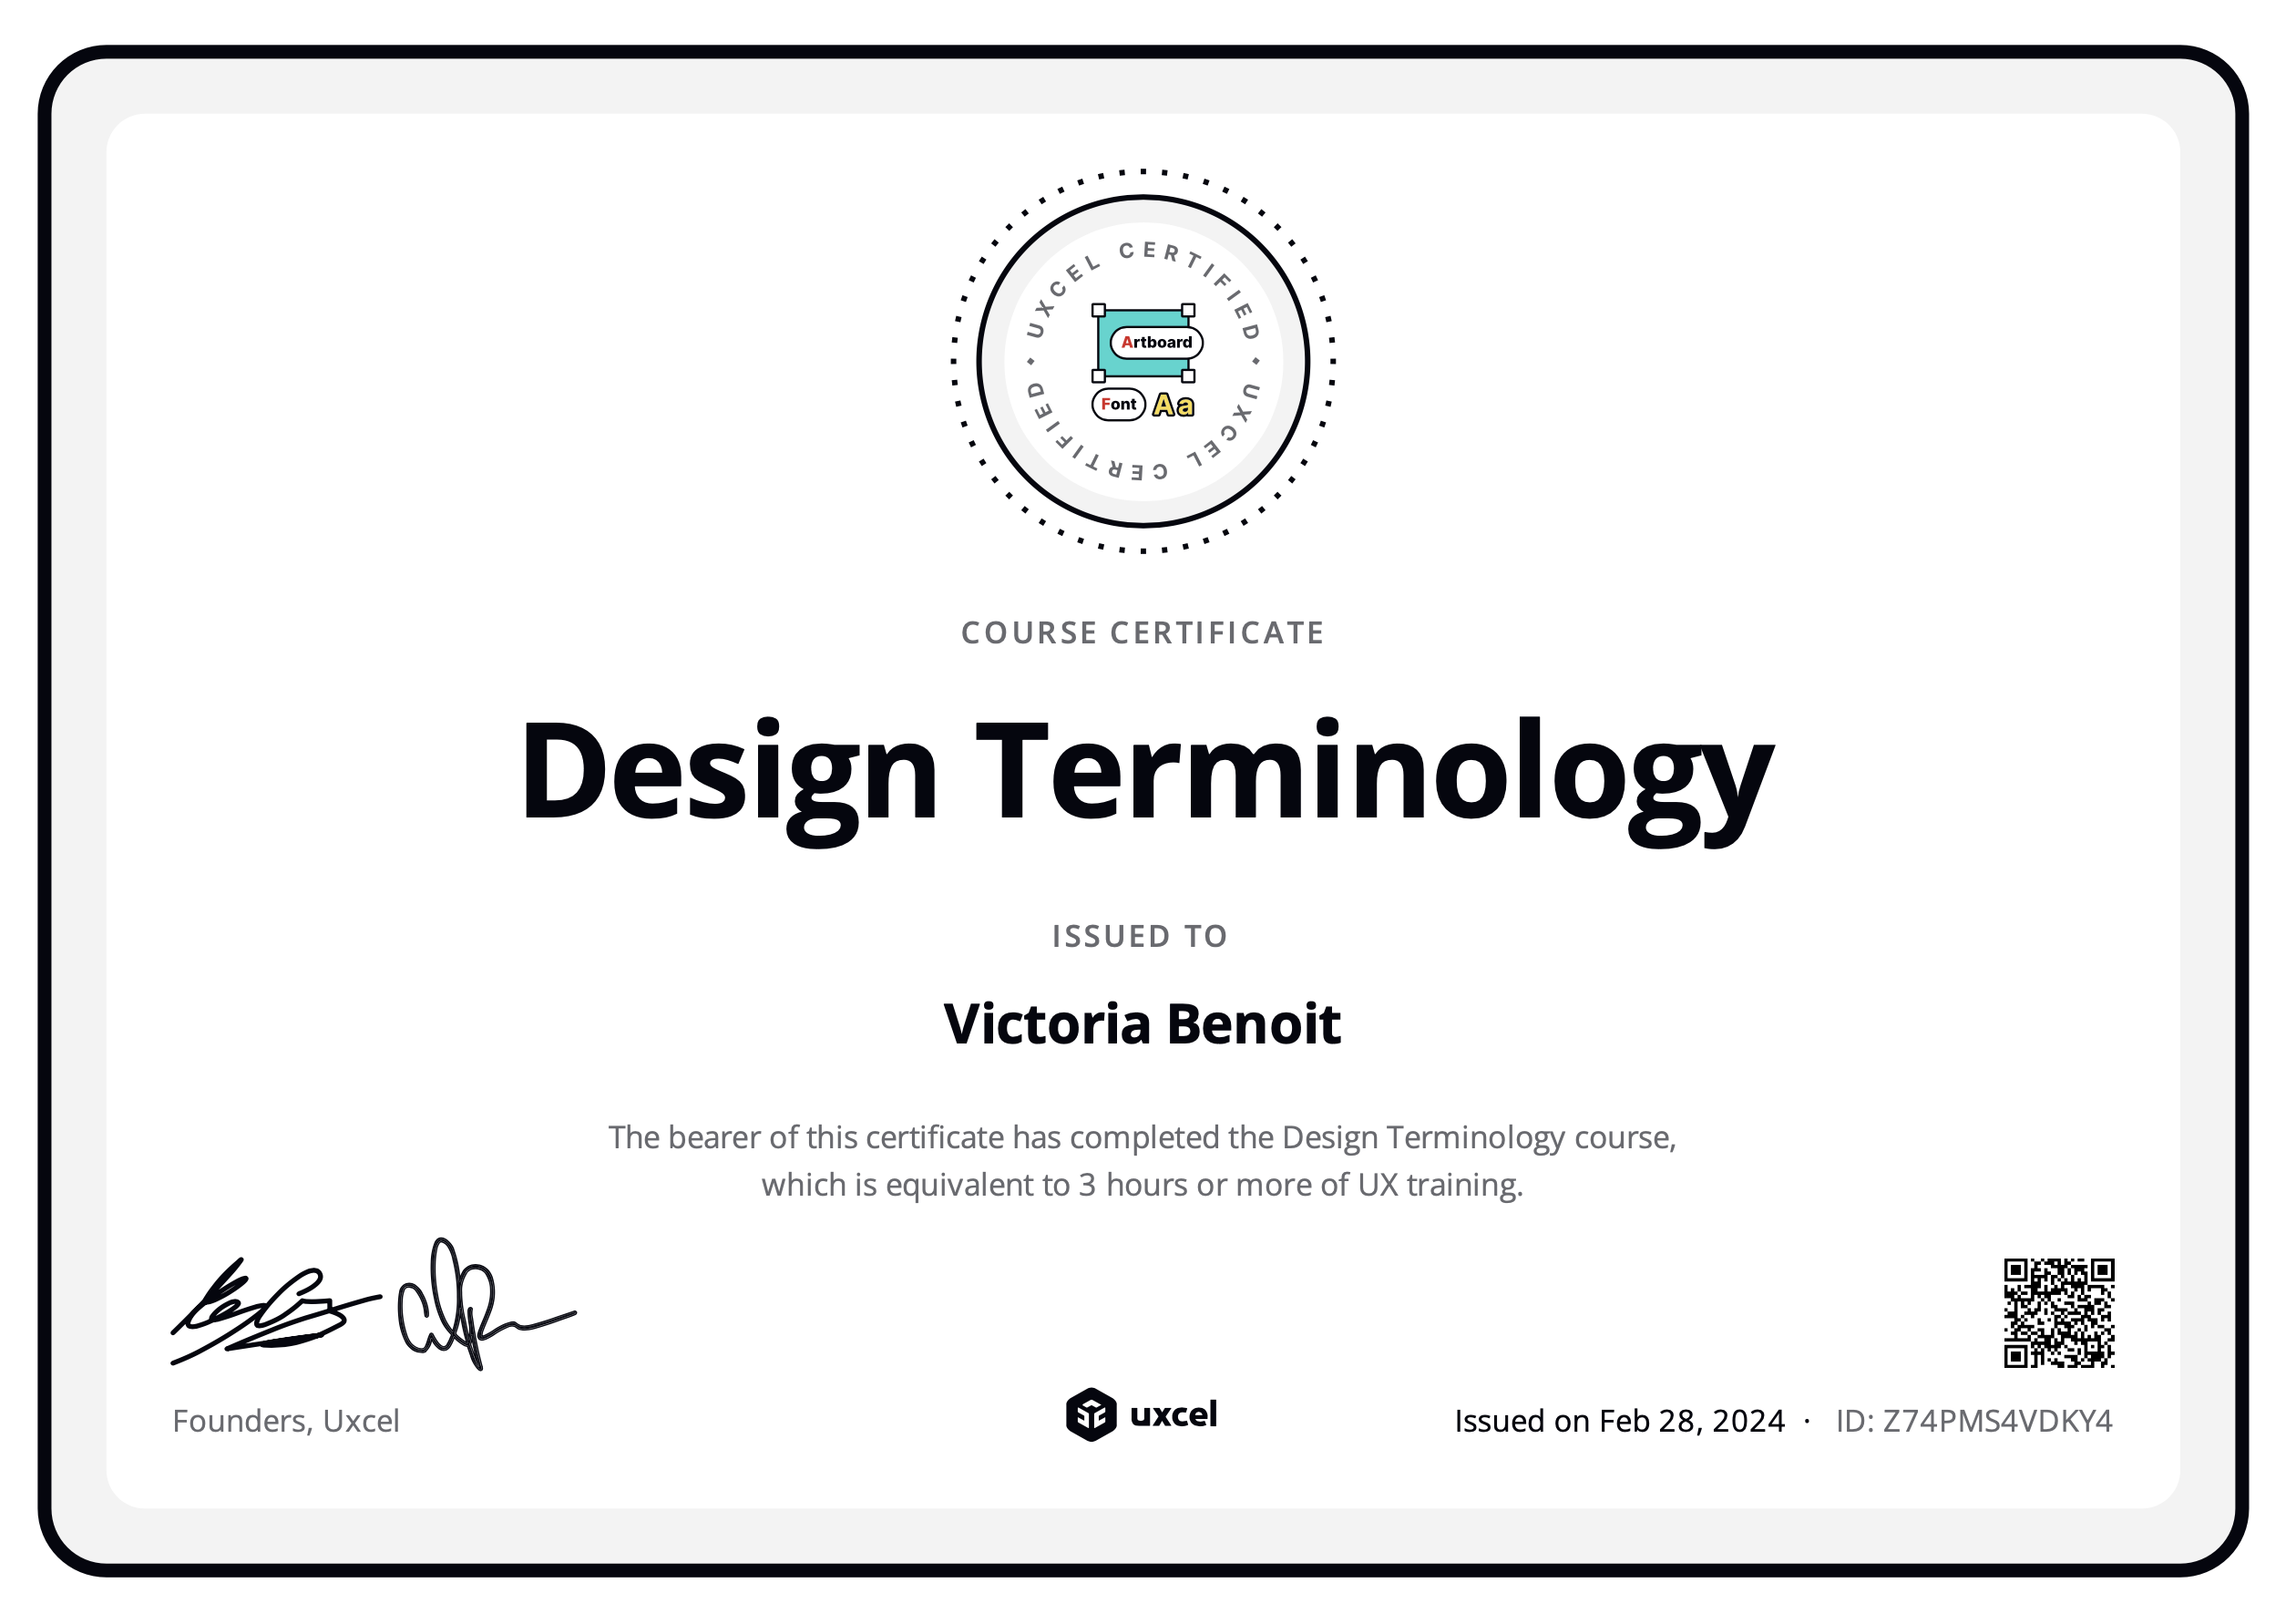 UXCEL CERTIFIED • UXCEL CERTIFIED •
Artboard
Font Aa
COURSE CERTIFICATE
Design Terminology
ISSUED TO
Victoria Benoit
The bearer of this certificate has completed the Design Terminology course,
which is equivalent to 3 hours or more of UX training.
Founders, Uxcel
uxcel
Issued on Feb 28, 2024 • ID: Z74PMS4VDKY4